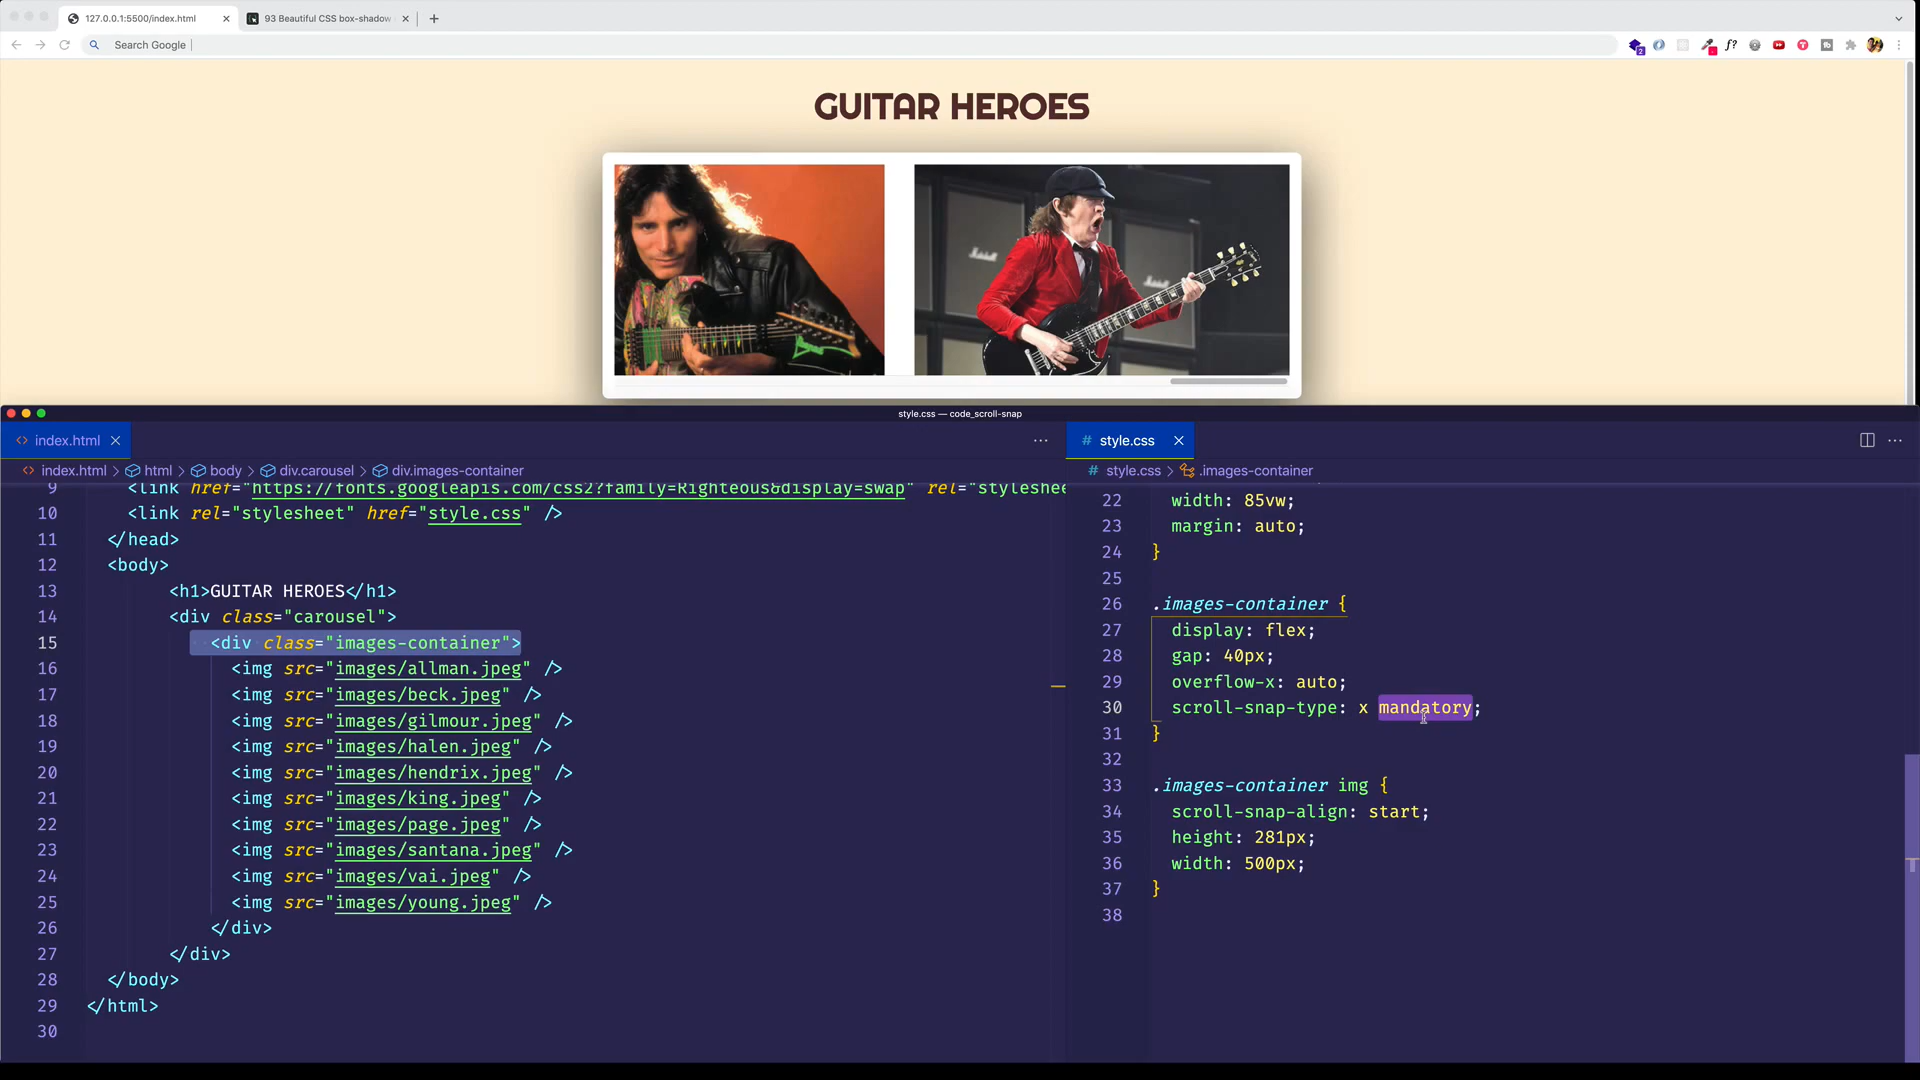 127.0.0.1:5500/index.html
93 Beautiful CSS box-shadow
Search Google
GUITAR HEROES
Marshall
style.css — code_scroll-snap
index.html
index.html > html > body > div.carousel > div.images-container
9 <link href="https://fonts.googleapis.com/css2?family=Righteous&display=swap" rel="styleshee
10 <link rel="stylesheet" href="style.css" />
11 </head>
12 <body>
13 <h1>GUITAR HEROES</h1>
14 <div class="carousel">
15 <div class="images-container">
16 <img src="images/allman.jpeg" />
17 <img src="images/beck.jpeg" />
18 <img src="images/gilmour.jpeg" />
19 <img src="images/halen.jpeg" />
20 <img src="images/hendrix.jpeg" />
21 <img src="images/king.jpeg" />
22 <img src="images/page.jpeg" />
23 <img src="images/santana.jpeg" />
24 <img src="images/vai.jpeg" />
25 <img src="images/young.jpeg" />
26 </div>
27 </div>
28 </body>
29 </html>
30
# style.css
# style.css > .images-container
22 width: 85vw;
23 margin: auto;
24 }
25
26 .images-container {
27 display: flex;
28 gap: 40px;
29 overflow-x: auto;
30 scroll-snap-type: x mandatory;
31 }
32
33 .images-container img {
34 scroll-snap-align: start;
35 height: 281px;
36 width: 500px;
37 }
38